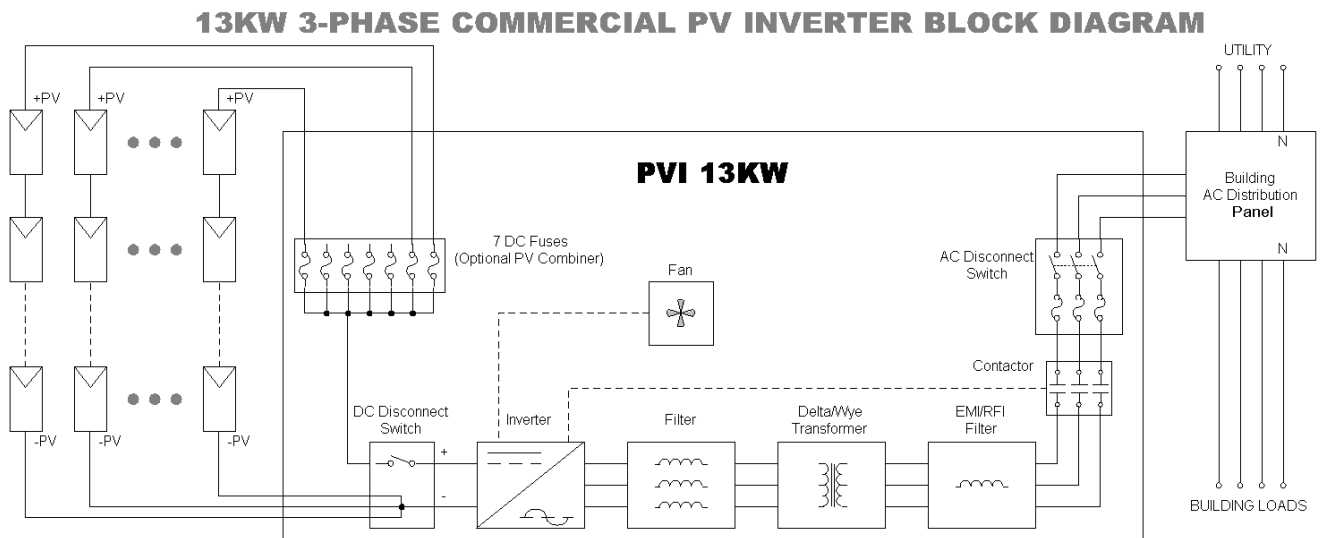 13KW 3-PHASE COMMERCIAL PV INVERTER BLOCK DIAGRAM
UTILITY
+PV
+PV
+PV
N
PVI 13KW
Building
AC Distribution
Panel
7 DC Fuses
(Optional PV Combiner)
Fan
AC Disconnect
Switch
N
Contactor
DC Disconnect
Switch
Inverter
Filter
Delta/Wye
Transformer
EMI/RFI
Filter
-PV
-PV
-PV
+
-
BUILDING LOADS